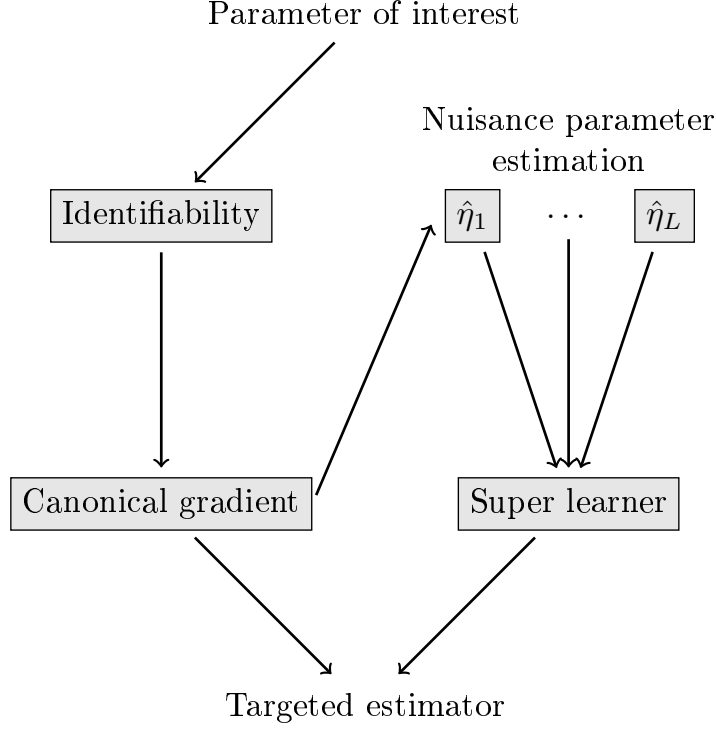 Parameter of interest
Nuisance parameter
estimation
Identifiability
η̂₁ ⋯ η̂_L
Canonical gradient
Super learner
Targeted estimator